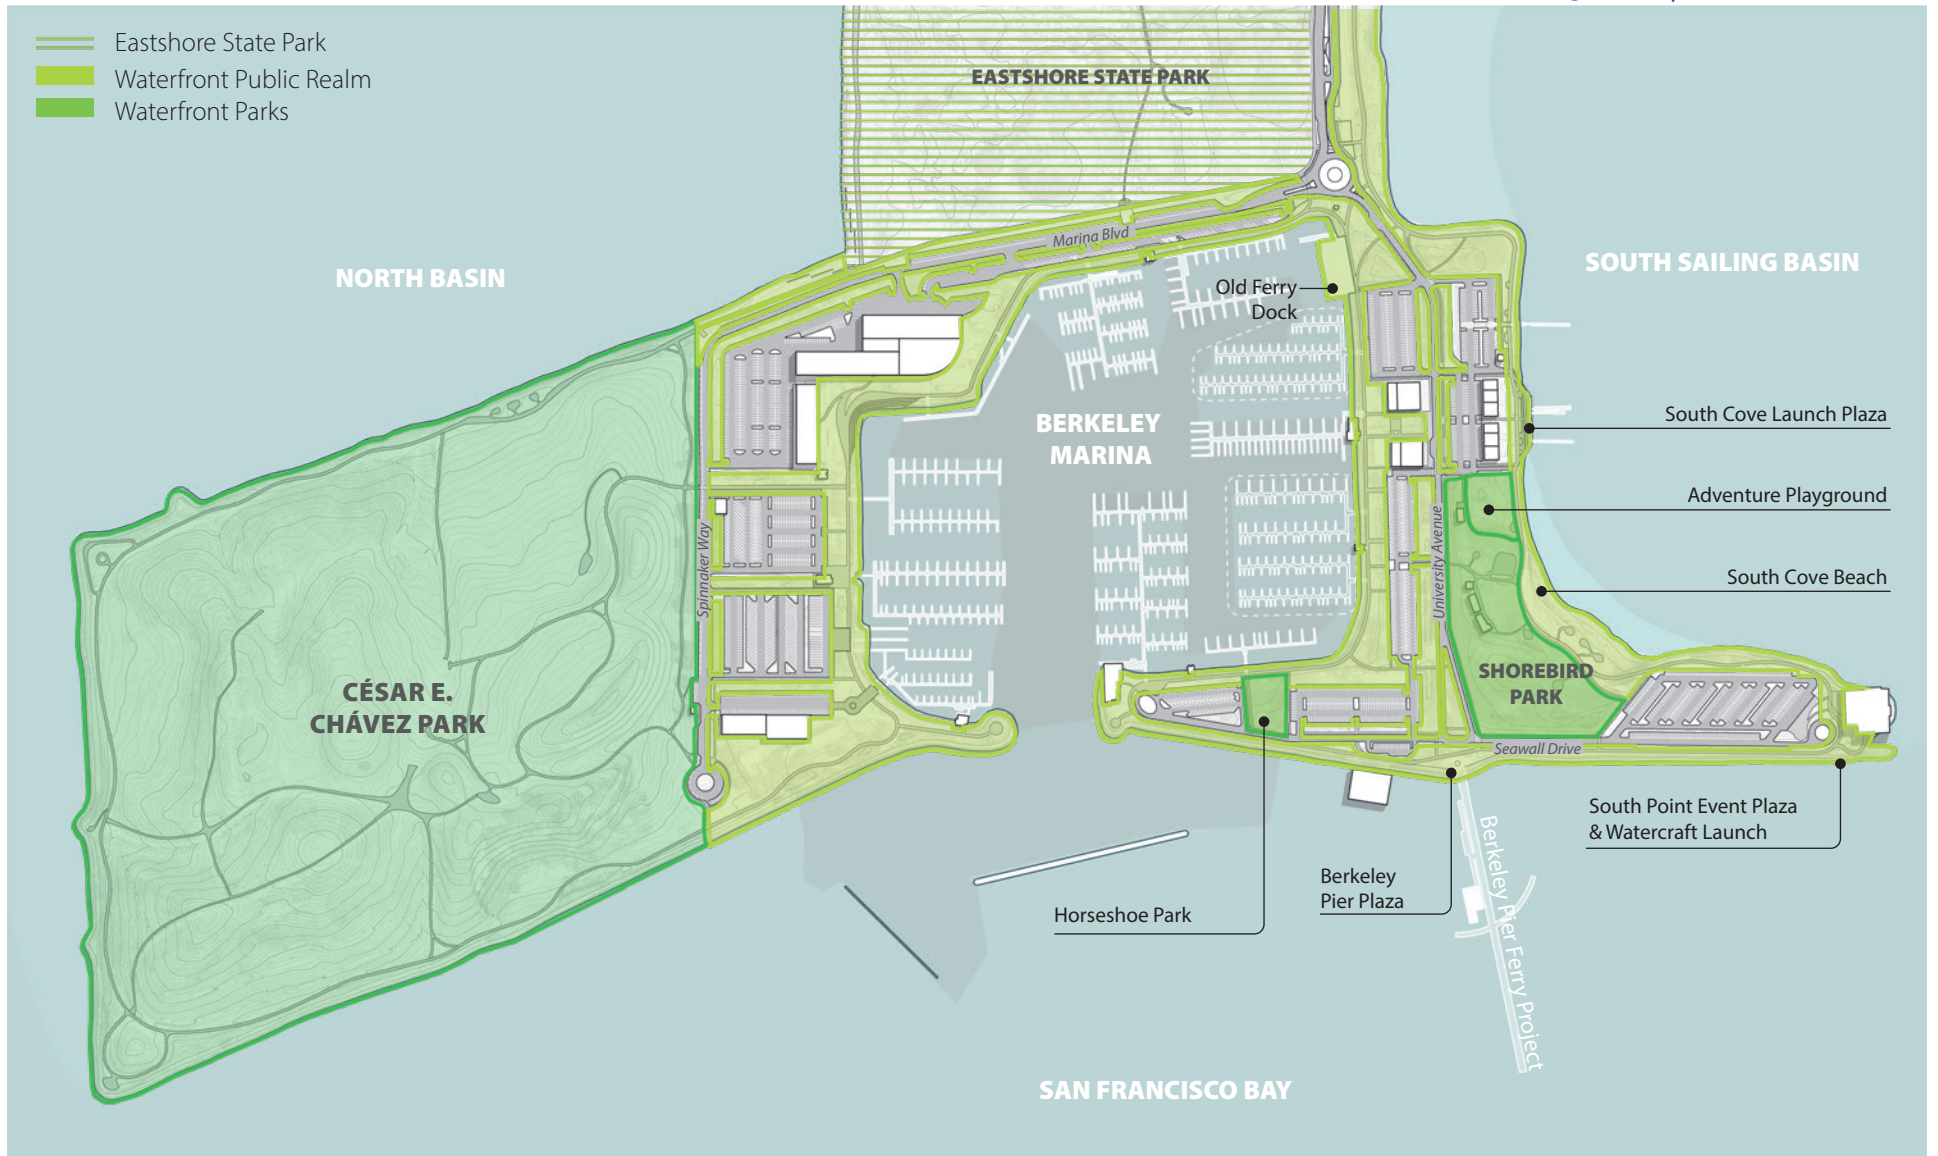 Eastshore State Park
Waterfront Public Realm
Waterfront Parks
EASTSHORE STATE PARK
Marina Blvd
NORTH BASIN
SOUTH SAILING BASIN
Old Ferry
Dock
BERKELEY
MARINA
South Cove Launch Plaza
Adventure Playground
South Cove Beach
Spinnaker Way
University Avenue
CÉSAR E.
CHÁVEZ PARK
SHOREBIRD
PARK
Seawall Drive
South Point Event Plaza
& Watercraft Launch
Berkeley
Pier Plaza
Horseshoe Park
Berkeley Pier Ferry Project
SAN FRANCISCO BAY